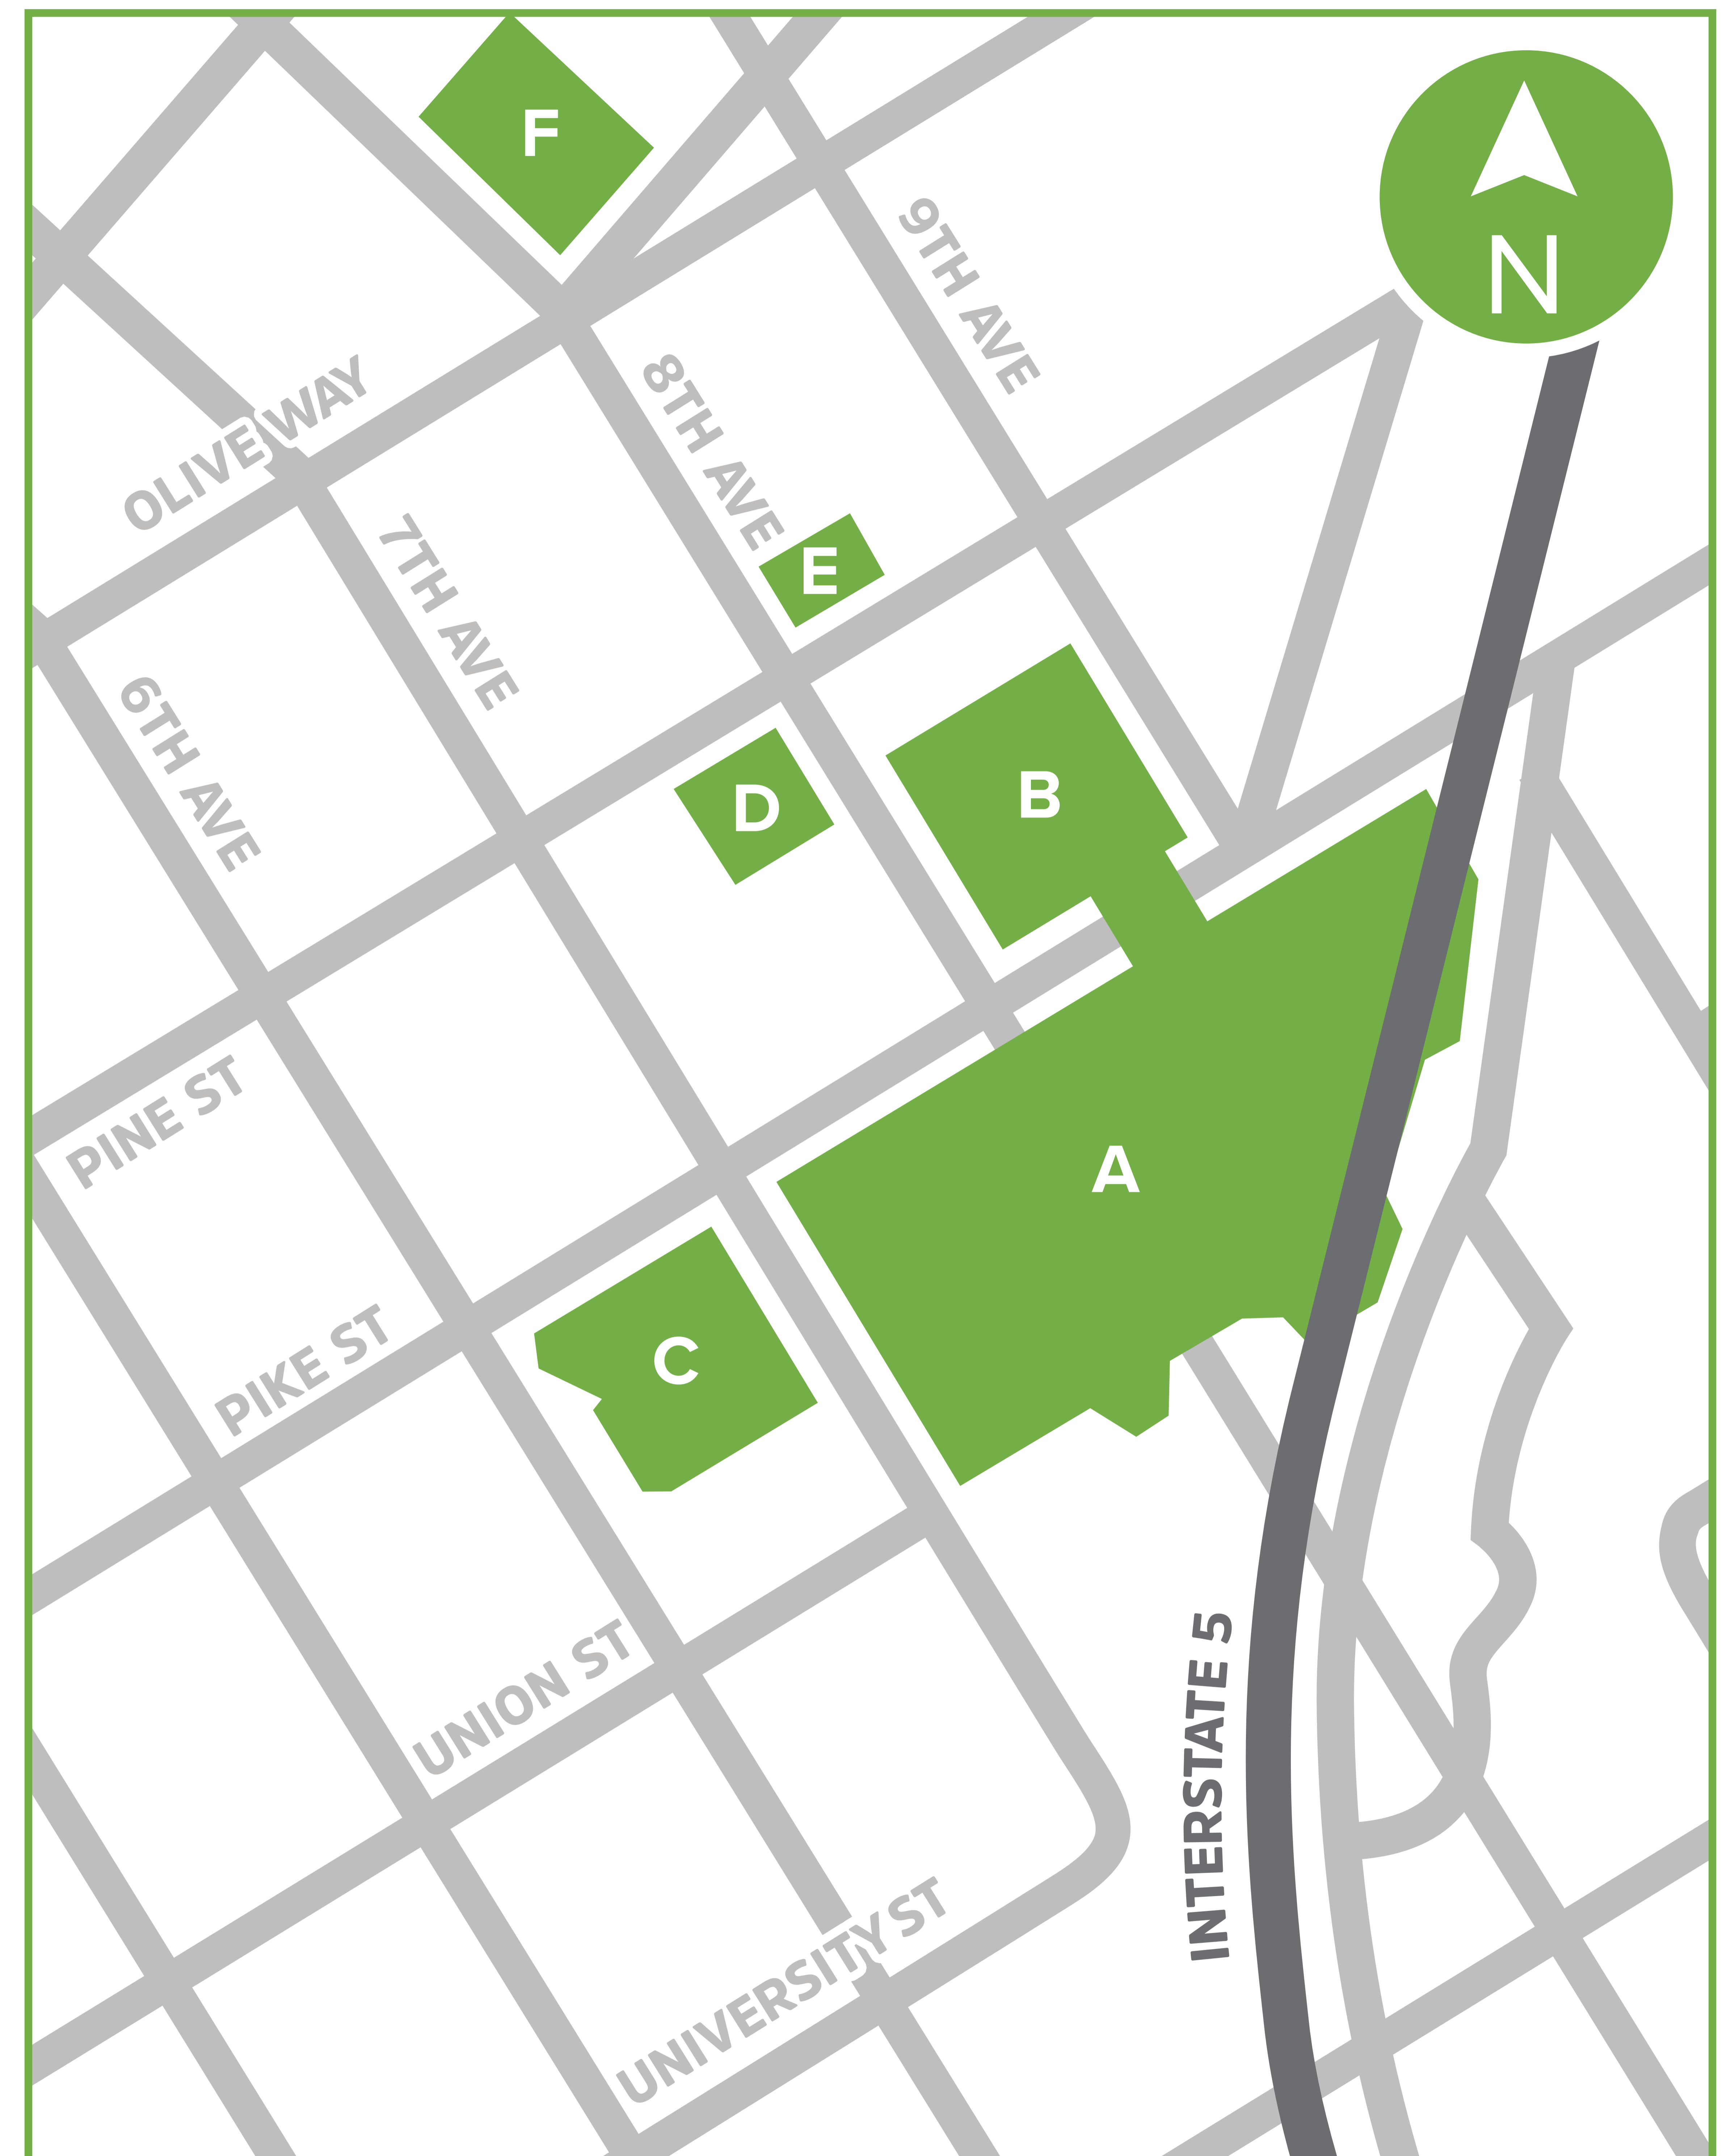 F
N
9TH AVE
8TH AVE
OLIVE WAY
7TH AVE
E
6TH AVE
D
B
PINE ST
A
C
PIKE ST
UNION ST
INTERSTATE 5
UNIVERSITY ST